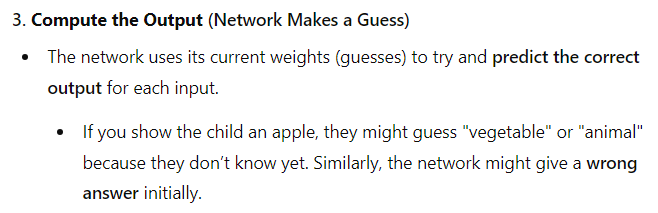 3. Compute the Output (Network Makes a Guess)
• The network uses its current weights (guesses) to try and predict the correct
output for each input.
• If you show the child an apple, they might guess "vegetable" or "animal"
because they don’t know yet. Similarly, the network might give a wrong
answer initially.